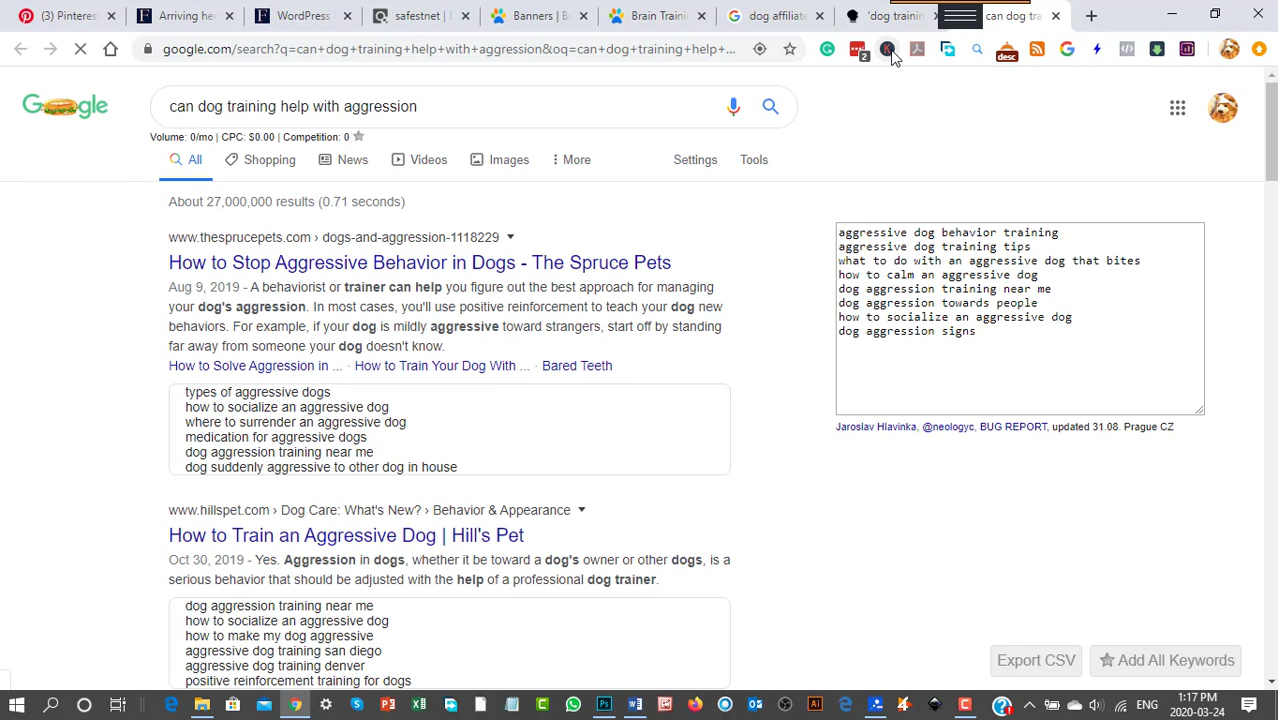 (1) Pinteres
Arriving he
WordPress
safestnet
Banners | B
Brain Train
dog affiliate
'dog trainin
can dog tra
google.com/search?q=can+dog+training+help+with+aggression&oq=can+dog+training+help+...
2
K
desc
Google
can dog training help with aggression
Volume: 0/mo | CPC: $0.00 | Competition: 0
All
Shopping
News
Videos
Images
More
Settings
Tools
About 27,000,000 results (0.71 seconds)
www.thesprucepets.com › dogs-and-aggression-1118229
How to Stop Aggressive Behavior in Dogs - The Spruce Pets
Aug 9, 2019 - A behaviorist or trainer can help you figure out the best approach for managing
your dog's aggression. In most cases, you'll use positive reinforcement to teach your dog new
behaviors. For example, if your dog is mildly aggressive toward strangers, start off by standing
far away from someone your dog doesn't know.
How to Solve Aggression in ... · How to Train Your Dog With ... · Bared Teeth
types of aggressive dogs
how to socialize an aggressive dog
where to surrender an aggressive dog
medication for aggressive dogs
dog aggression training near me
dog suddenly aggressive to other dog in house
www.hillspet.com › Dog Care: What's New? › Behavior & Appearance
How to Train an Aggressive Dog | Hill's Pet
Oct 30, 2019 - Yes. Aggression in dogs, whether it be toward a dog's owner or other dogs, is a
serious behavior that should be adjusted with the help of a professional dog trainer.
dog aggression training near me
how to socialize an aggressive dog
how to make my dog aggressive
aggressive dog training san diego
aggressive dog training denver
positive reinforcement training for dogs
aggressive dog behavior training
aggressive dog training tips
what to do with an aggressive dog that bites
how to calm an aggressive dog
dog aggression training near me
dog aggression towards people
how to socialize an aggressive dog
dog aggression signs
Jaroslav Hlavinka, @neologyc, BUG REPORT, updated 31.08. Prague CZ
Export CSV
Add All Keywords
1:17 PM
2020-03-24